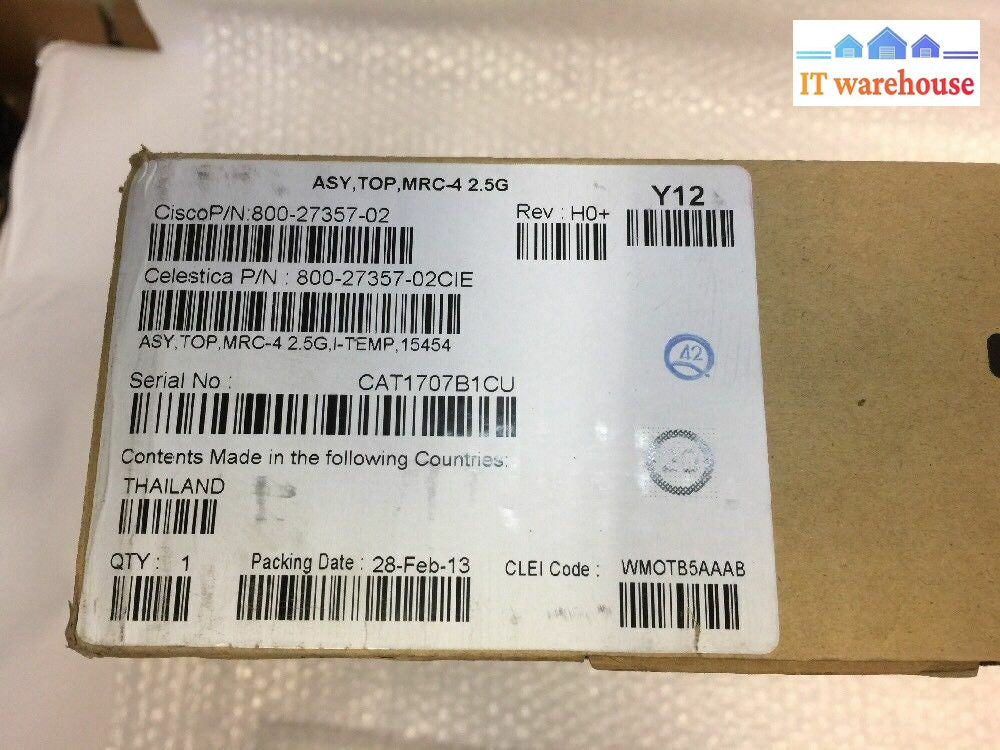 IT warehouse
ASY,TOP,MRC-4 2.5G
Y12
CiscoP/N:800-27357-02
Rev : H0+
Celestica P/N : 800-27357-02CIE
ASY,TOP,MRC-4 2.5G,I-TEMP,15454
42
Serial No : CAT1707B1CU
Contents Made in the following Countries:
THAILAND
QTY : 1
Packing Date : 28-Feb-13
CLEI Code : WMOTB5AAAB